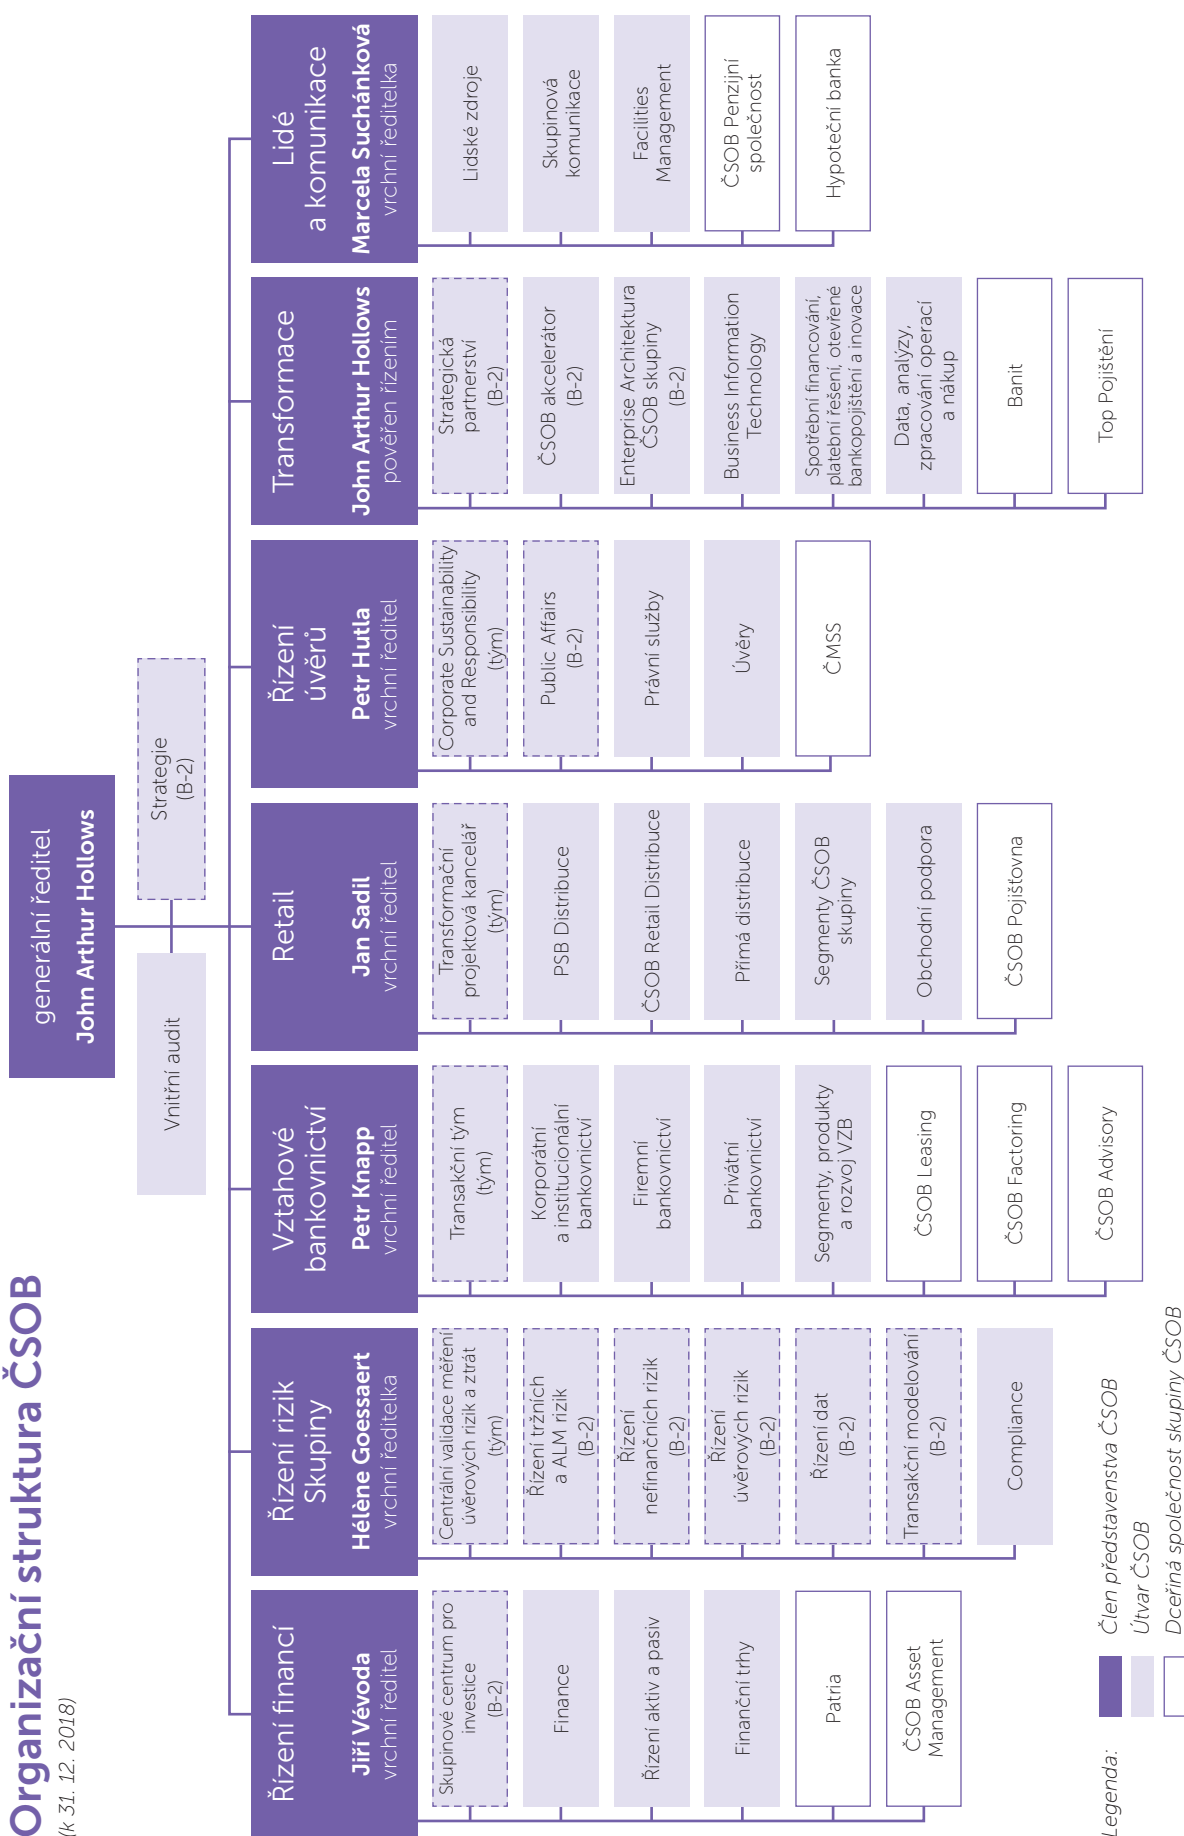 Organizační struktura ČSOB
(k 31. 12. 2018)
generální ředitel
John Arthur Hollows
Vnitřní audit
Strategie
(B-2)
Řízení financí
Jiří Vévoda
vrchní ředitel
Skupinové centrum pro
investice
(B-2)
Finance
Řízení aktiv a pasiv
Finanční trhy
Patria
ČSOB Asset
Management
Řízení rizik
Skupiny
Hélène Goessaert
vrchní ředitelka
Centrální validace měření
úvěrových rizik a ztrát
(tým)
Řízení tržních
a ALM rizik
(B-2)
Řízení
nefinančních rizik
(B-2)
Řízení
úvěrových rizik
(B-2)
Řízení dat
(B-2)
Transakční modelování
(B-2)
Compliance
Vztahové
bankovnictví
Petr Knapp
vrchní ředitel
Transakční tým
(tým)
Korporátní
a institucionální
bankovnictví
Firemní
bankovnictví
Privátní
bankovnictví
Segmenty, produkty
a rozvoj VZB
ČSOB Leasing
ČSOB Factoring
ČSOB Advisory
Retail
Jan Sadil
vrchní ředitel
Transformační
projektová kancelář
(tým)
PSB Distribuce
ČSOB Retail Distribuce
Přímá distribuce
Segmenty ČSOB
skupiny
Obchodní podpora
ČSOB Pojišťovna
Řízení
úvěrů
Petr Hutla
vrchní ředitel
Corporate Sustainability
and Responsibility
(tým)
Public Affairs
(B-2)
Právní služby
Úvěry
ČMSS
Transformace
John Arthur Hollows
pověřen řízením
Strategická
partnerství
(B-2)
ČSOB akcelerátor
(B-2)
Enterprise Architektura
ČSOB skupiny
(B-2)
Business Information
Technology
Spotřební financování,
platební řešení, otevřené
bankopojištění a inovace
Data, analýzy,
zpracování operací
a nákup
Banit
Top Pojištění
Lidé
a komunikace
Marcela Suchánková
vrchní ředitelka
Lidské zdroje
Skupinová
komunikace
Facilities
Management
ČSOB Penzijní
společnost
Hypoteční banka
Legenda:
Člen představenstva ČSOB
Útvar ČSOB
Dceřiná společnost skupiny ČSOB